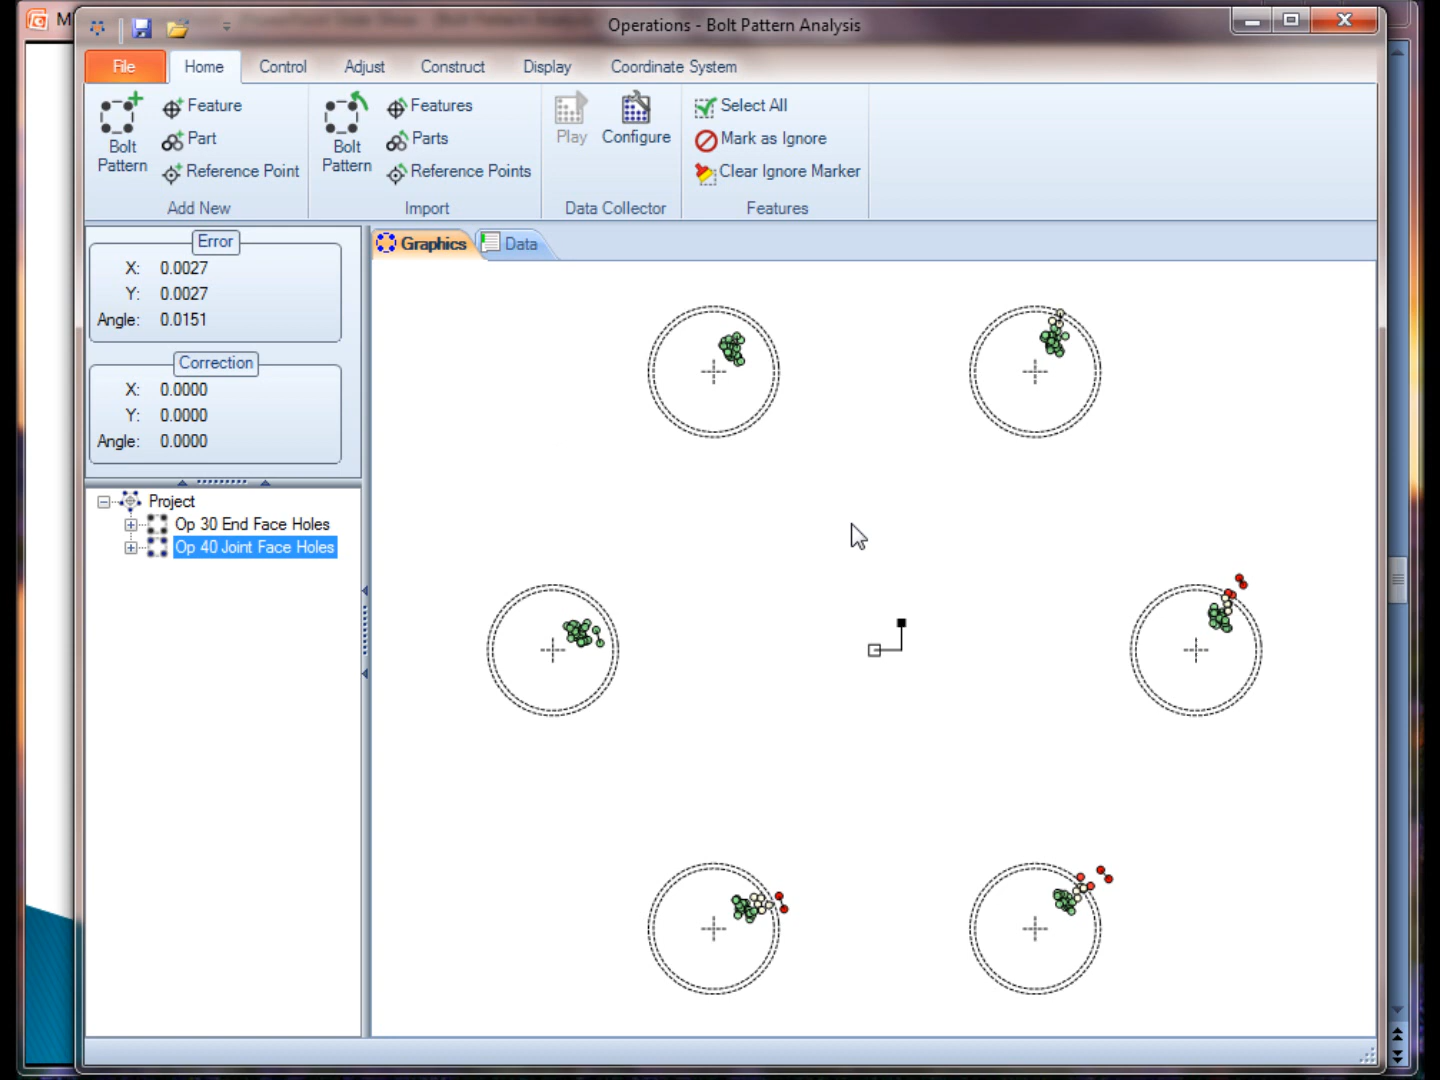 M
Operations - Bolt Pattern Analysis
File Home Control Adjust Construct Display Coordinate System
Bolt Pattern
Feature
Part
Reference Point
Add New
Bolt Pattern
Features
Parts
Reference Points
Import
Play
Configure
Data Collector
Select All
Mark as Ignore
Clear Ignore Marker
Features
Error
X: 0.0027
Y: 0.0027
Angle: 0.0151
Correction
X: 0.0000
Y: 0.0000
Angle: 0.0000
Project
Op 30 End Face Holes
Op 40 Joint Face Holes
Graphics
Data